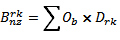 B_{nz}^{rk} = ∑ O_b × D_{rk}